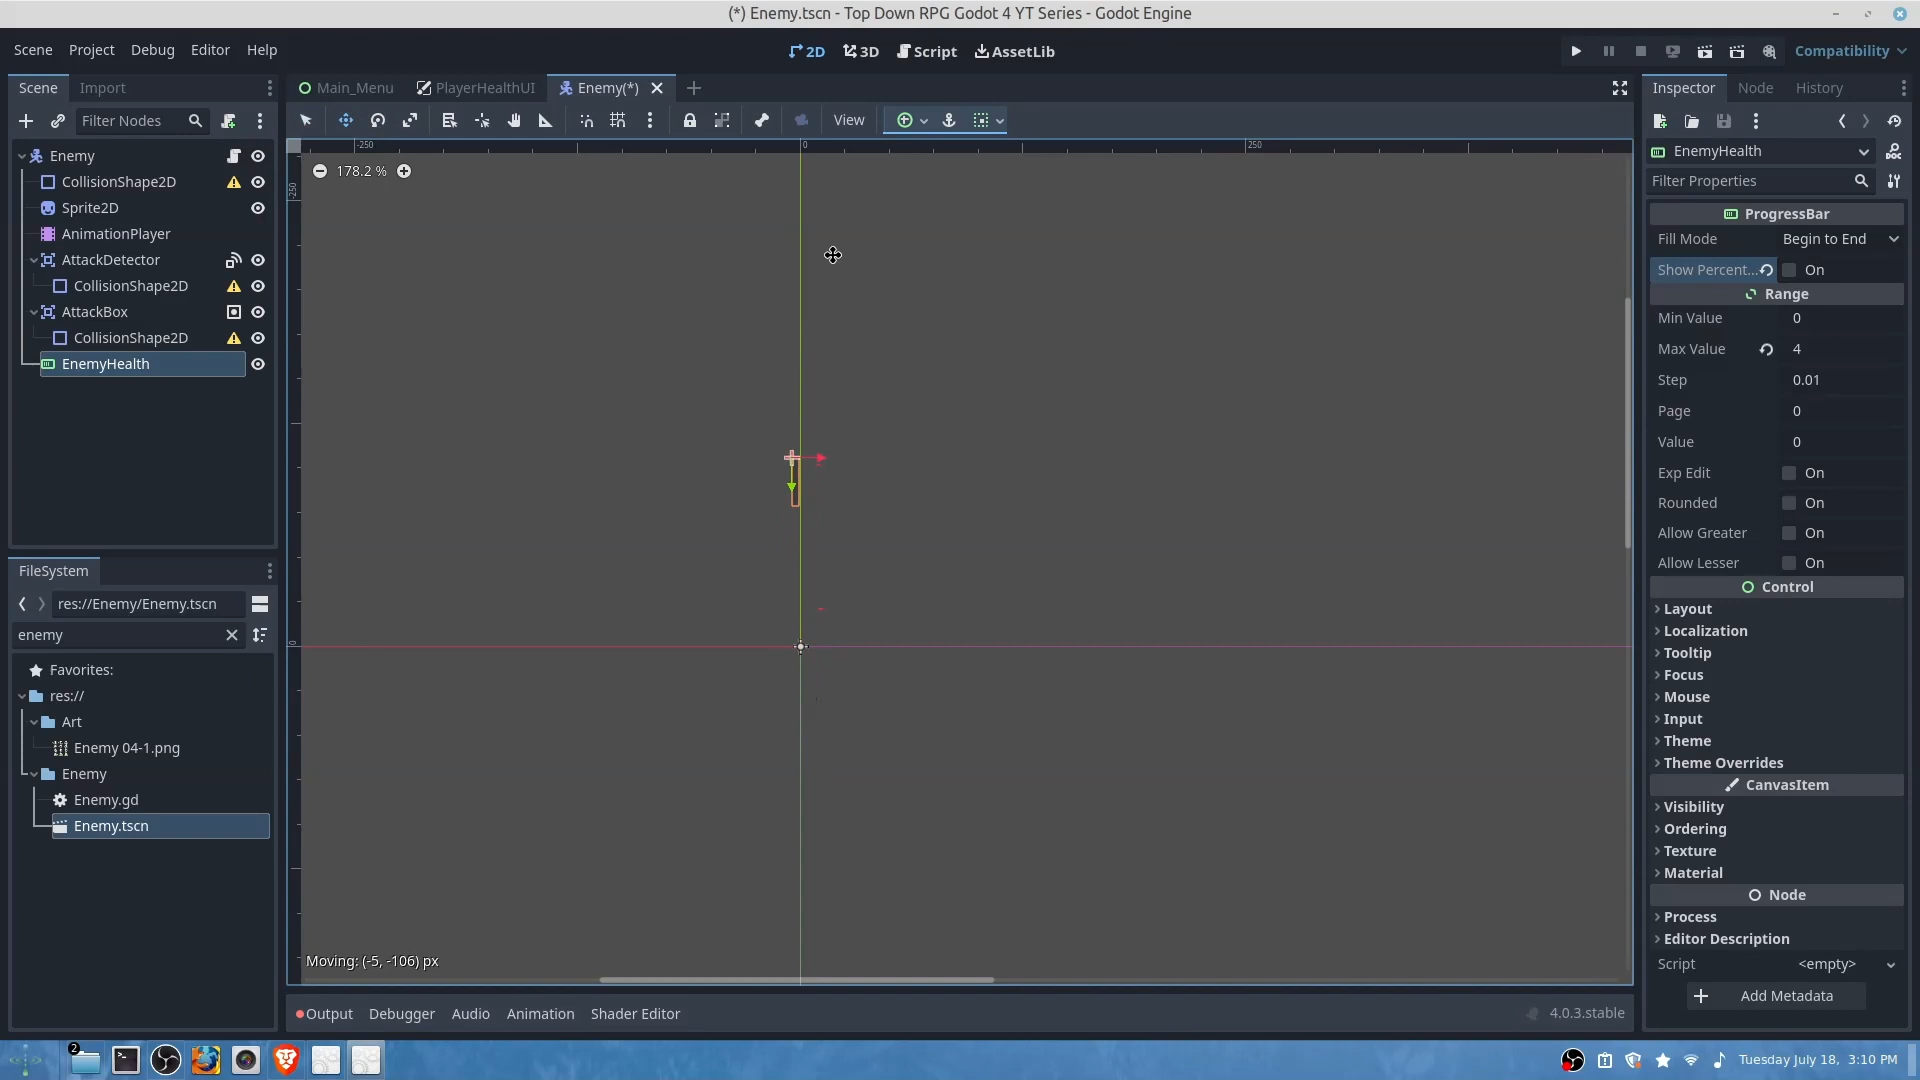 (*) Enemy.tscn - Top Down RPG Godot 4 YT Series - Godot Engine
Scene Project Debug Editor Help
2D 3D Script AssetLib
Compatibility
Scene Import
Main_Menu PlayerHealthUI Enemy(*)
Inspector Node History
Filter Nodes
View
-250 0 250
EnemyHealth
Filter Properties
178.2 %
-250
0
Enemy
CollisionShape2D
Sprite2D
AnimationPlayer
AttackDetector
CollisionShape2D
AttackBox
CollisionShape2D
EnemyHealth
ProgressBar
Fill Mode Begin to End
Show Percent... On
Range
Min Value 0
Max Value 4
Step 0.01
Page 0
Value 0
Exp Edit On
Rounded On
Allow Greater On
Allow Lesser On
Control
Layout
Localization
Tooltip
Focus
Mouse
Input
Theme
Theme Overrides
CanvasItem
Visibility
Ordering
Texture
Material
Node
Process
Editor Description
Script <empty>
Add Metadata
FileSystem
res://Enemy/Enemy.tscn
enemy
Favorites:
res://
Art
Enemy 04-1.png
Enemy
Enemy.gd
Enemy.tscn
Moving: (-5, -106) px
Output Debugger Audio Animation Shader Editor
4.0.3.stable
2
Tuesday July 18, 3:10 PM